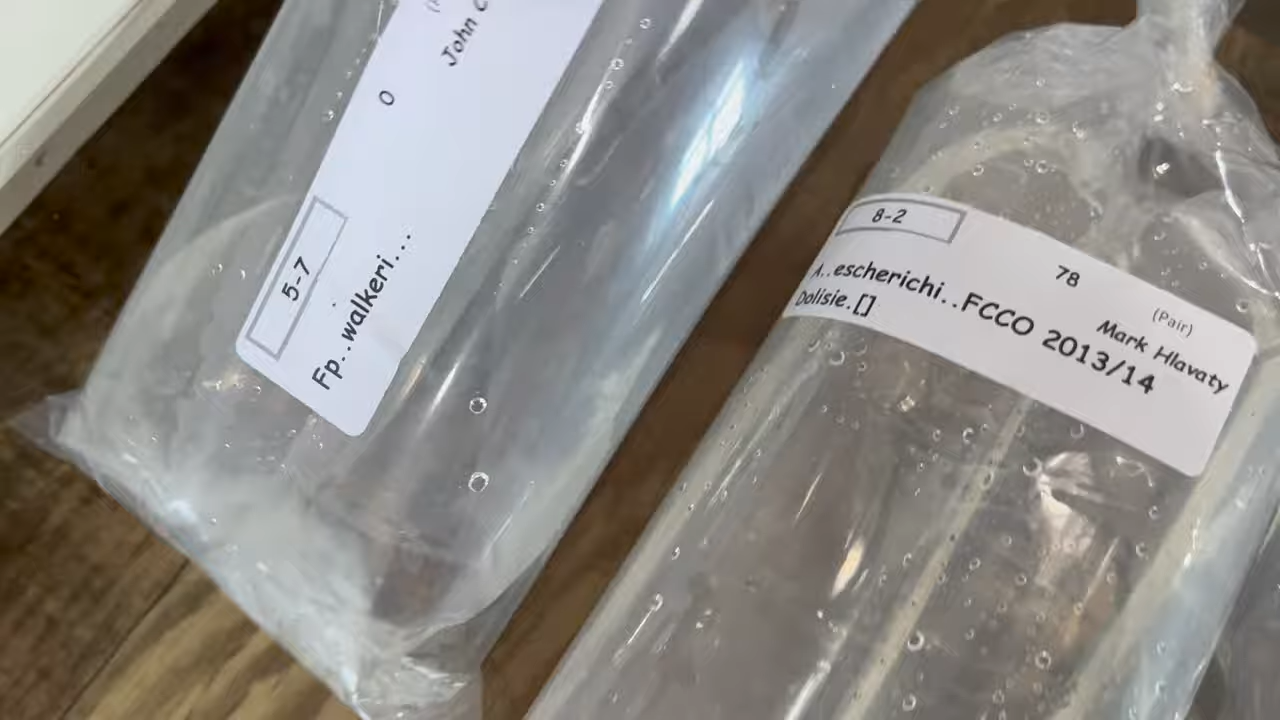 John
0
5-7
Fp..walkeri...
8-2
78
(Pair)
Mark Hlavaty
A..escherichi..FCCO 2013/14
Dolisie.[]